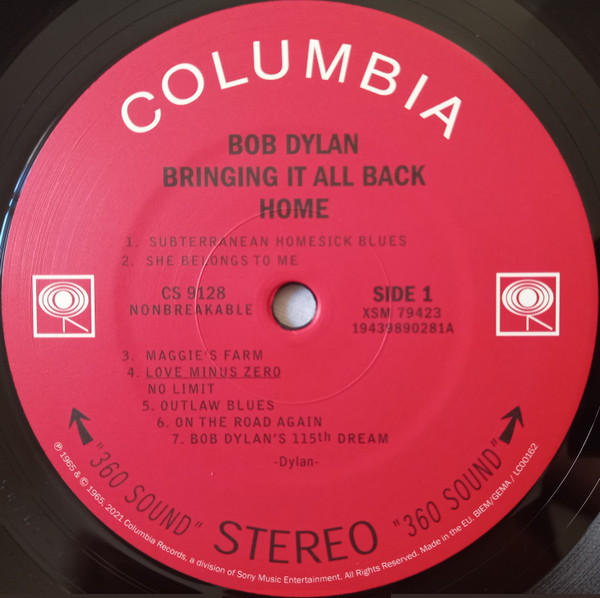 COLUMBIA
BOB DYLAN
BRINGING IT ALL BACK
HOME
1. SUBTERRANEAN HOMESICK BLUES
2. SHE BELONGS TO ME
CS 9128
NONBREAKABLE
SIDE 1
XSM 79423
19439890281A
3. MAGGIE'S FARM
4. LOVE MINUS ZERO
NO LIMIT
5. OUTLAW BLUES
6. ON THE ROAD AGAIN
7. BOB DYLAN'S 115th DREAM
-Dylan-
"360 SOUND" STEREO "360 SOUND"
℗ 1965 & © 1965, 2021 Columbia Records, a division of Sony Music Entertainment. All Rights Reserved. Made in the EU. BIEM/GEMA / LC00162